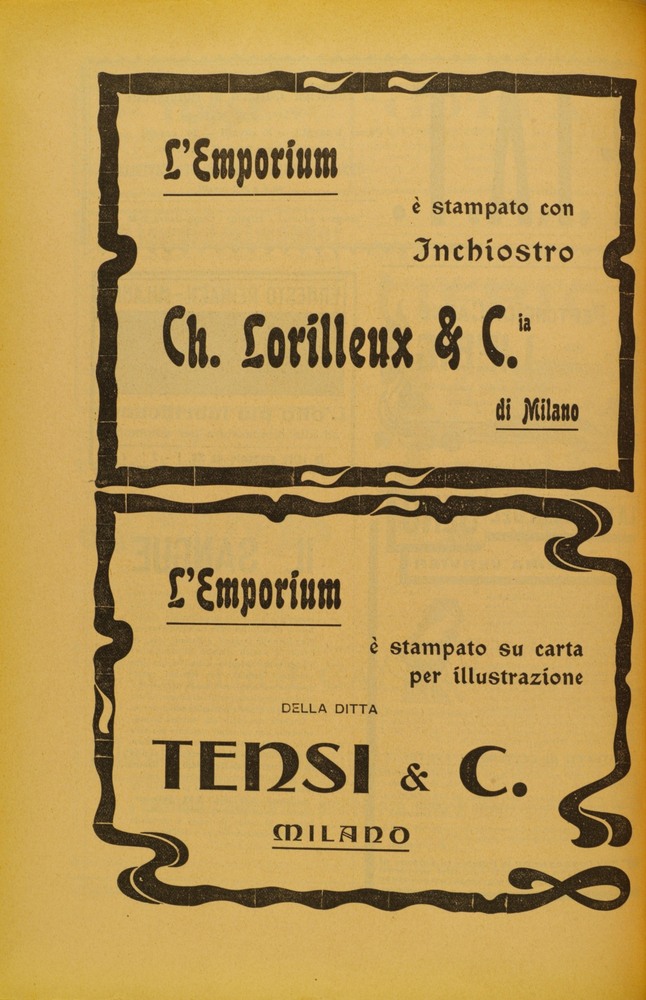 L'Emporium
è stampato con
Inchiostro
Ch. Lorilleux & C.ia
di Milano
L'Emporium
è stampato su carta
per illustrazione
DELLA DITTA
TENSI & C.
MILANO